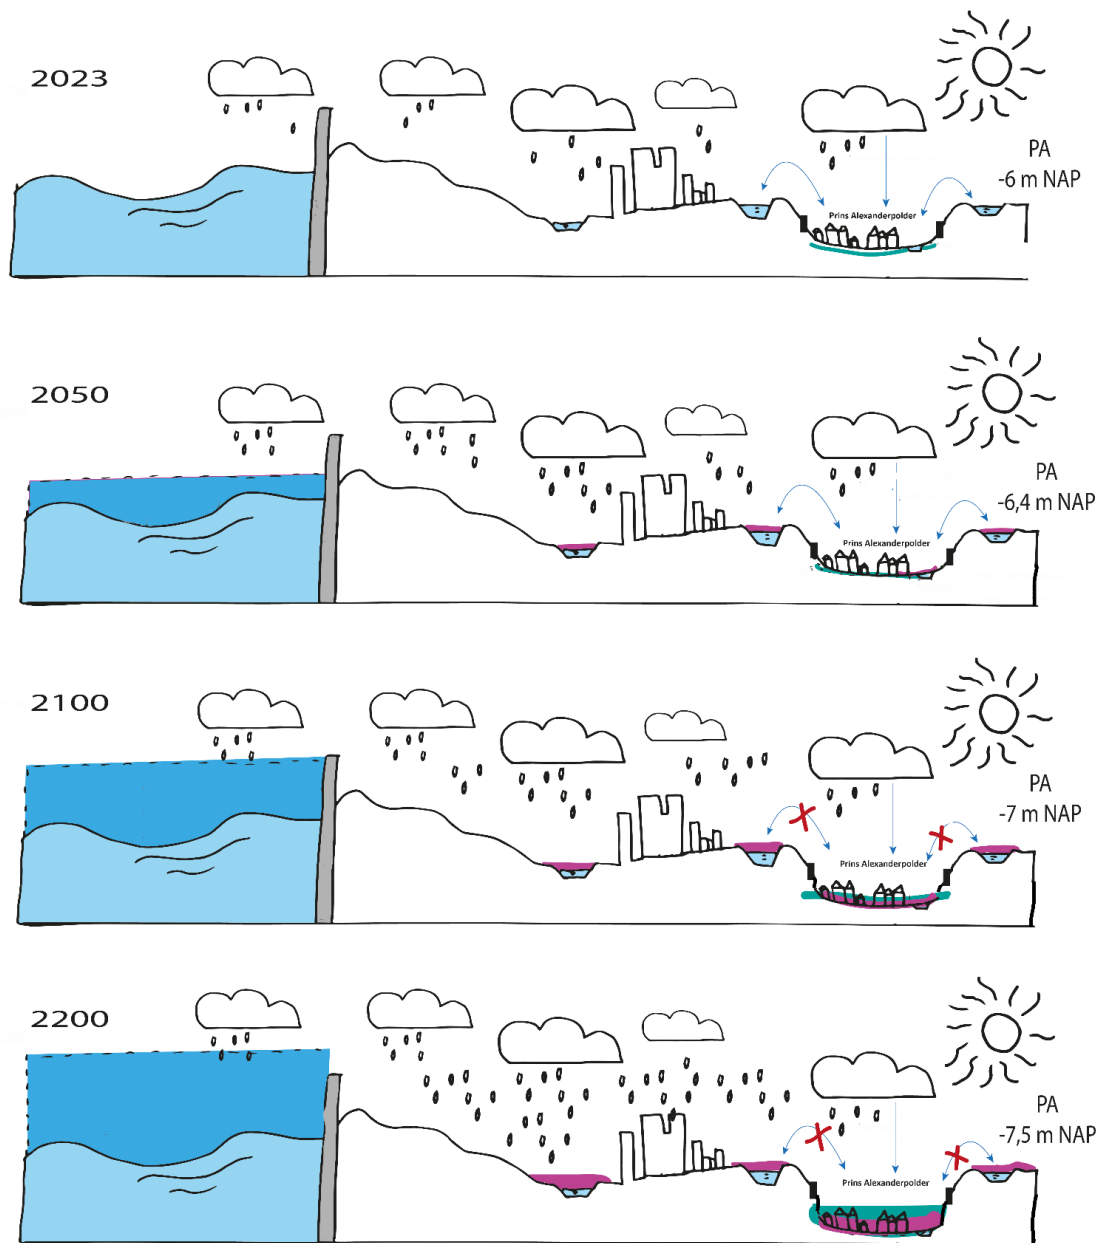 2023
PA
-6 m NAP
Prins Alexanderpolder
2050
PA
-6,4 m NAP
Prins Alexanderpolder
2100
PA
-7 m NAP
Prins Alexanderpolder
2200
PA
-7,5 m NAP
Prins Alexanderpolder